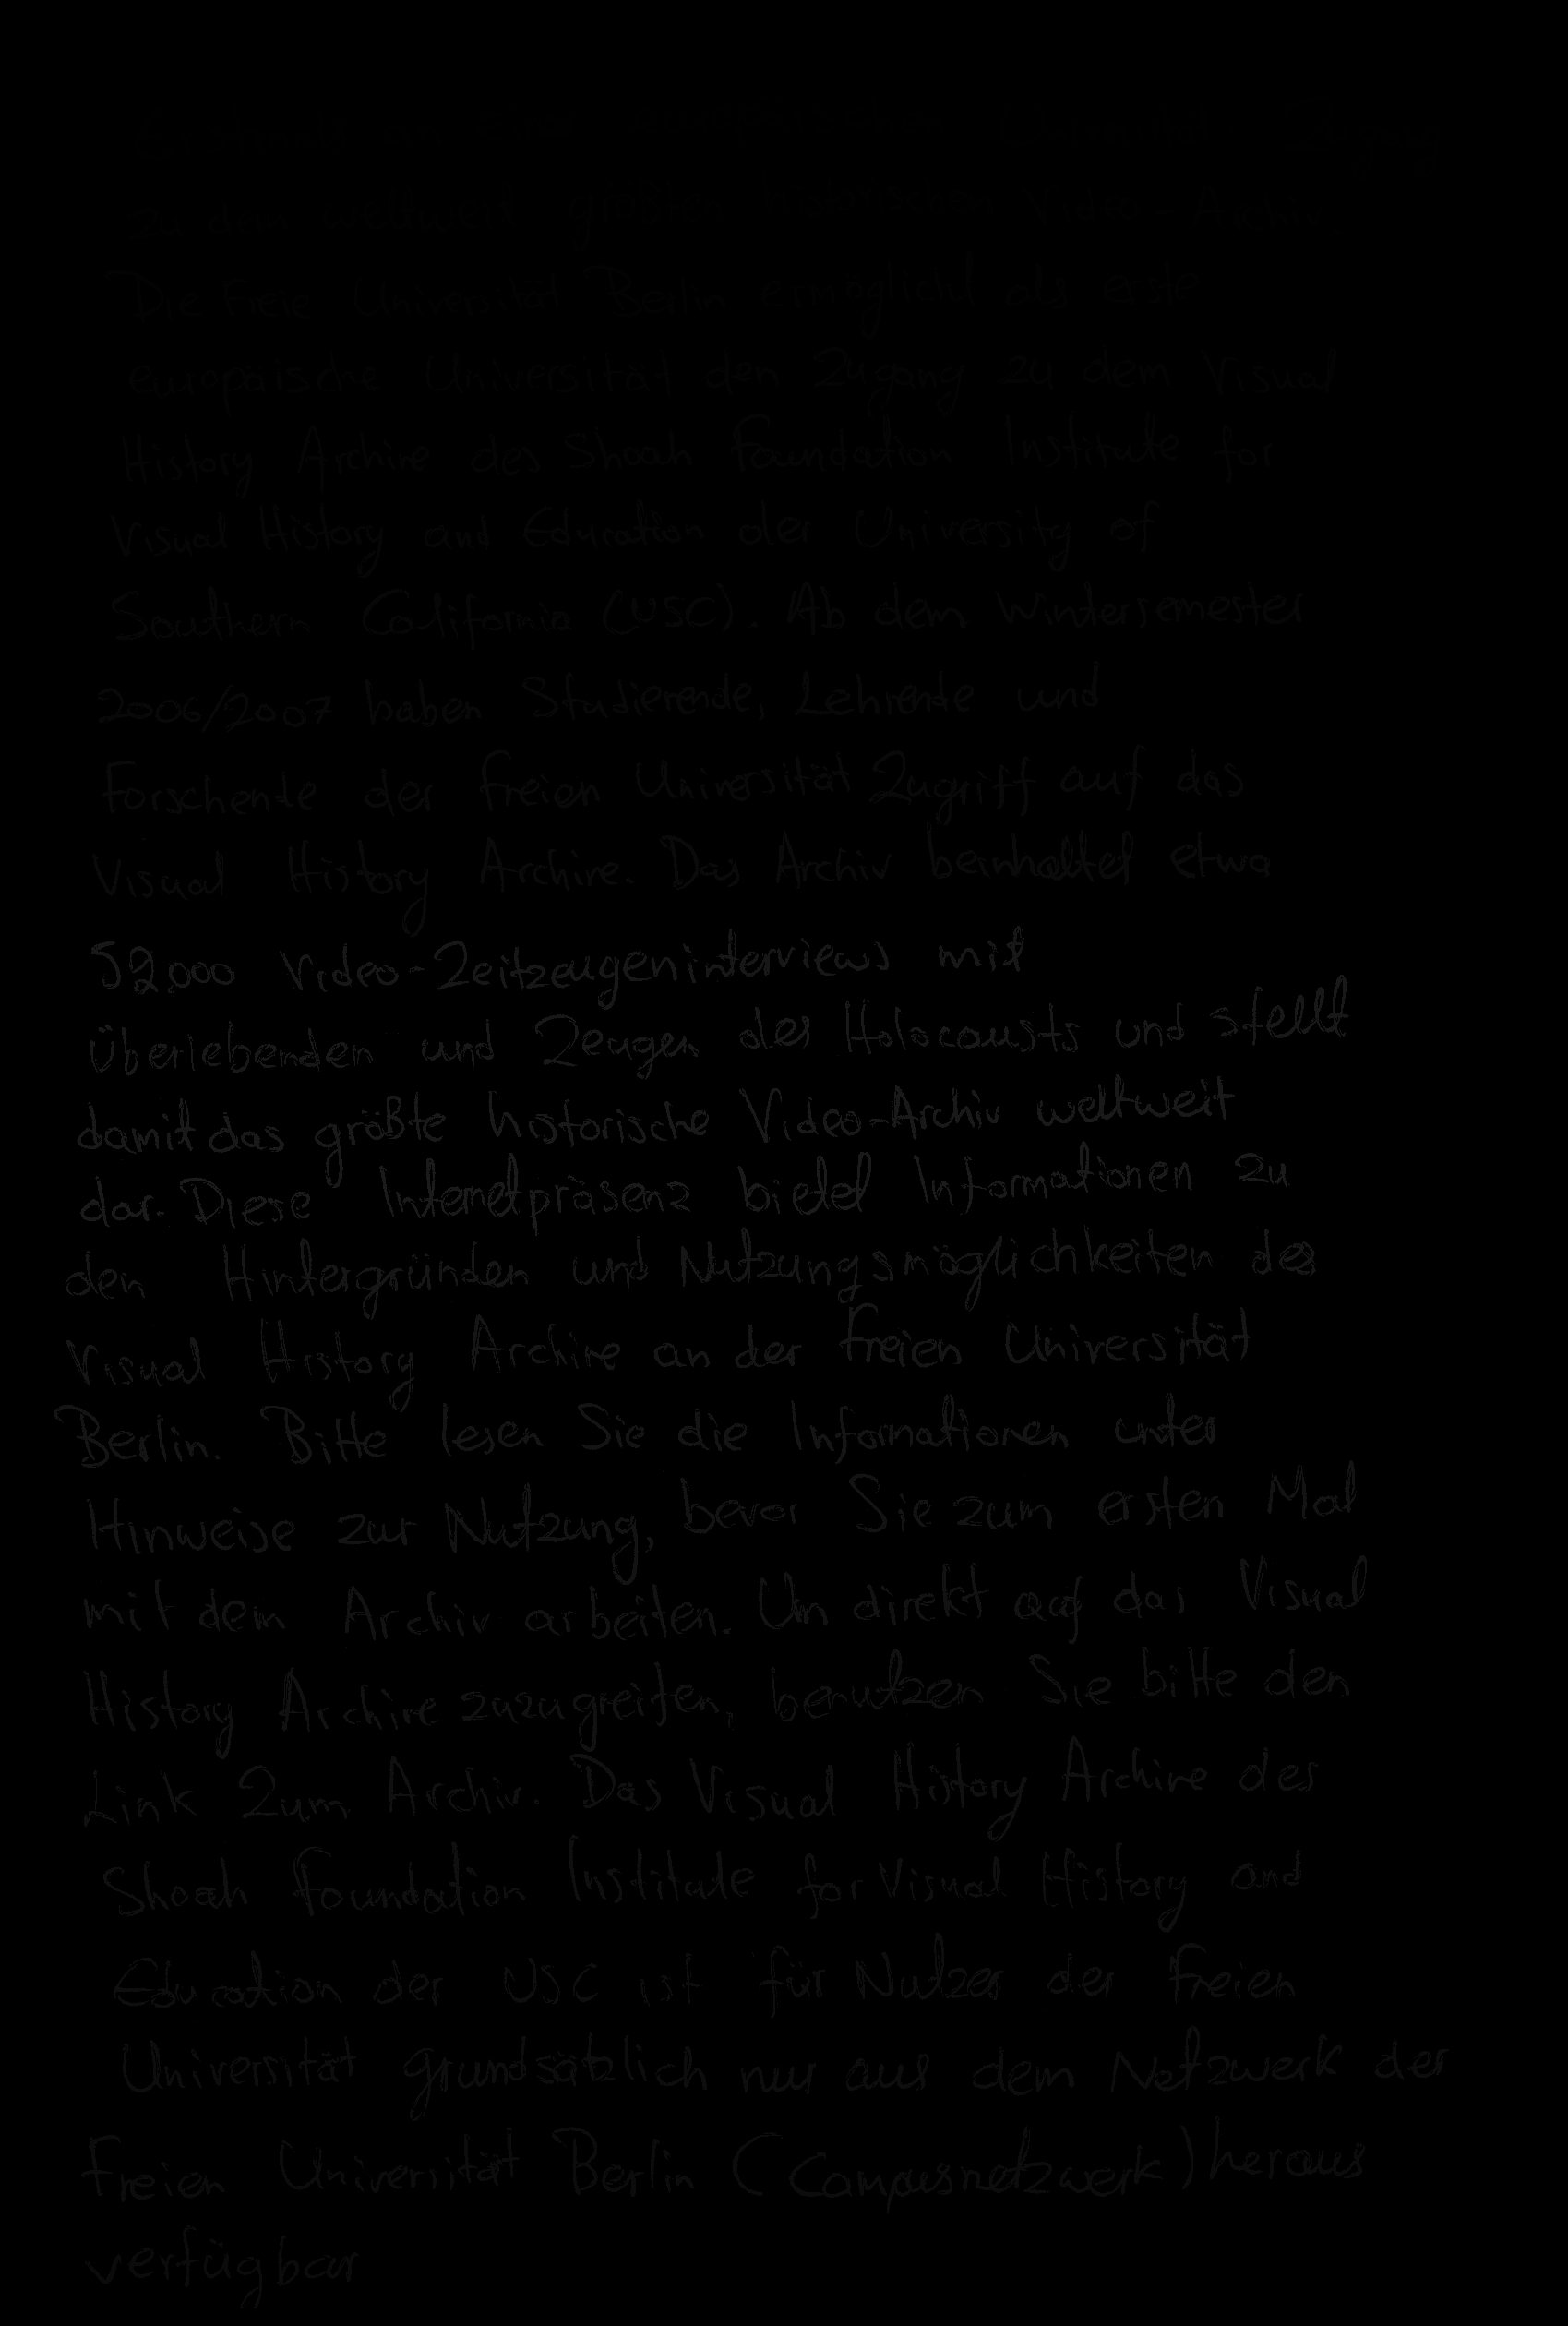 zu dem weltweit größten historischen Video-Archiv
Die Freie Universität Berlin ermöglicht als erste
europäische Universität den Zugang zu dem Visual
History Archive des Shoah Foundation Institute for
Visual History and Education der University of
Southern California (USC). Ab dem Wintersemester
2006/2007 haben Studierende, Lehrende und
Forschende der Freien Universität Zugriff auf das
Visual History Archive. Das Archiv beinhaltet etwa
52.000 Video-Zeitzeugeninterviews mit
Überlebenden und Zeugen des Holocausts und stellt
damit das größte historische Video-Archiv weltweit
dar. Diese Internetpräsenz bietet Informationen zu
den Hintergründen und Nutzungsmöglichkeiten des
Visual History Archive an der Freien Universität
Berlin. Bitte lesen Sie die Informationen unter
Hinweise zur Nutzung, bevor Sie zum ersten Mal
mit dem Archiv arbeiten. Um direkt auf das Visual
History Archive zuzugreifen, benutzen Sie bitte den
Link Zum Archiv. Das Visual History Archive des
Shoah Foundation Institute for Visual History and
Education der USC ist für Nutzer der Freien
Universität grundsätzlich nur aus dem Netzwerk der
Freien Universität Berlin (Campusnetzwerk) heraus
verfügbar